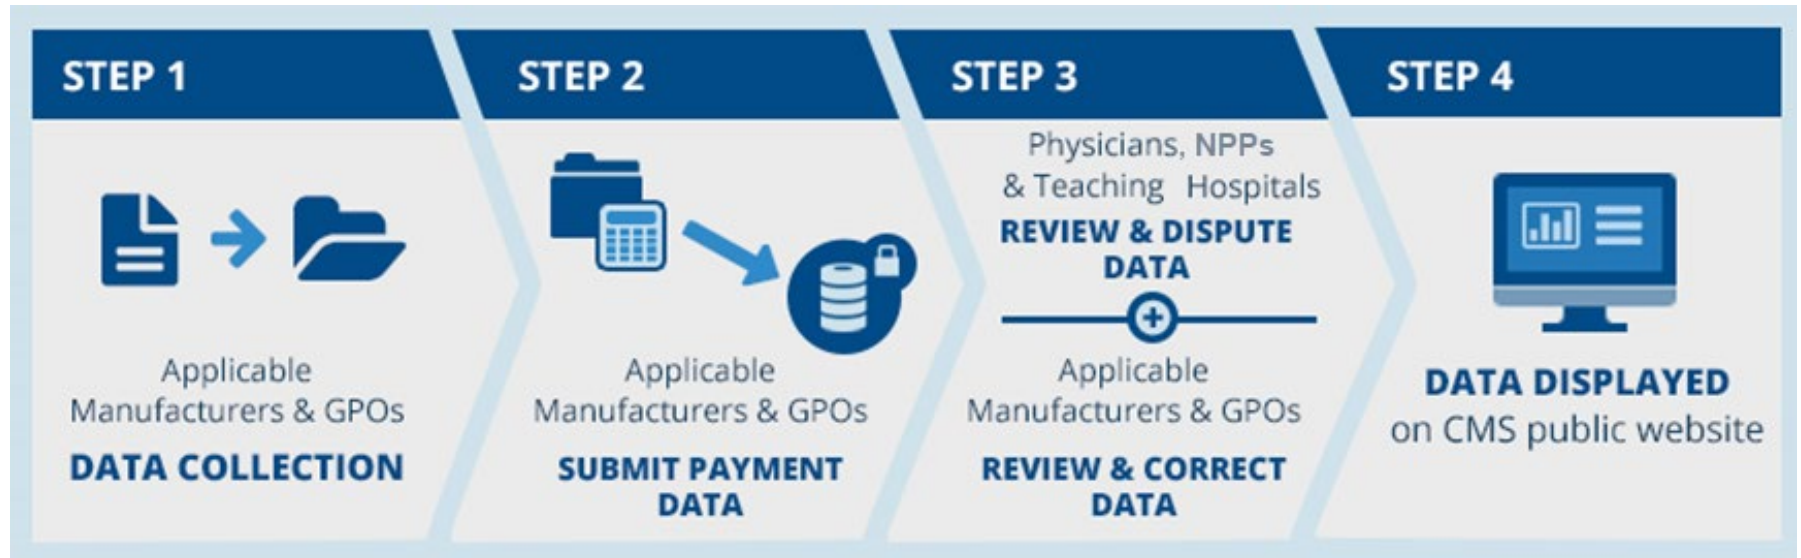 STEP 1
Applicable
Manufacturers & GPOs
DATA COLLECTION
STEP 2
Applicable
Manufacturers & GPOs
SUBMIT PAYMENT
DATA
STEP 3
Physicians, NPPs
& Teaching Hospitals
REVIEW & DISPUTE
DATA
Applicable
Manufacturers & GPOs
REVIEW & CORRECT
DATA
STEP 4
DATA DISPLAYED
on CMS public website